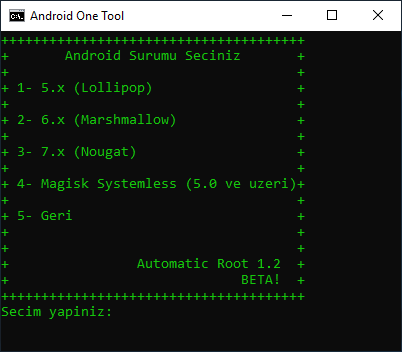 Android One Tool
++++++++++++++++++++++++++++++++++++++
+       Android Surumu Seciniz       +
+                                    +
+ 1- 5.x (Lollipop)                  +
+                                    +
+ 2- 6.x (Marshmallow)               +
+                                    +
+ 3- 7.x (Nougat)                    +
+                                    +
+ 4- Magisk Systemless (5.0 ve uzeri)+
+                                    +
+ 5- Geri                            +
+                                    +
+                                    +
+                Automatic Root 1.2  +
+                             BETA!  +
++++++++++++++++++++++++++++++++++++++
Secim yapiniz: